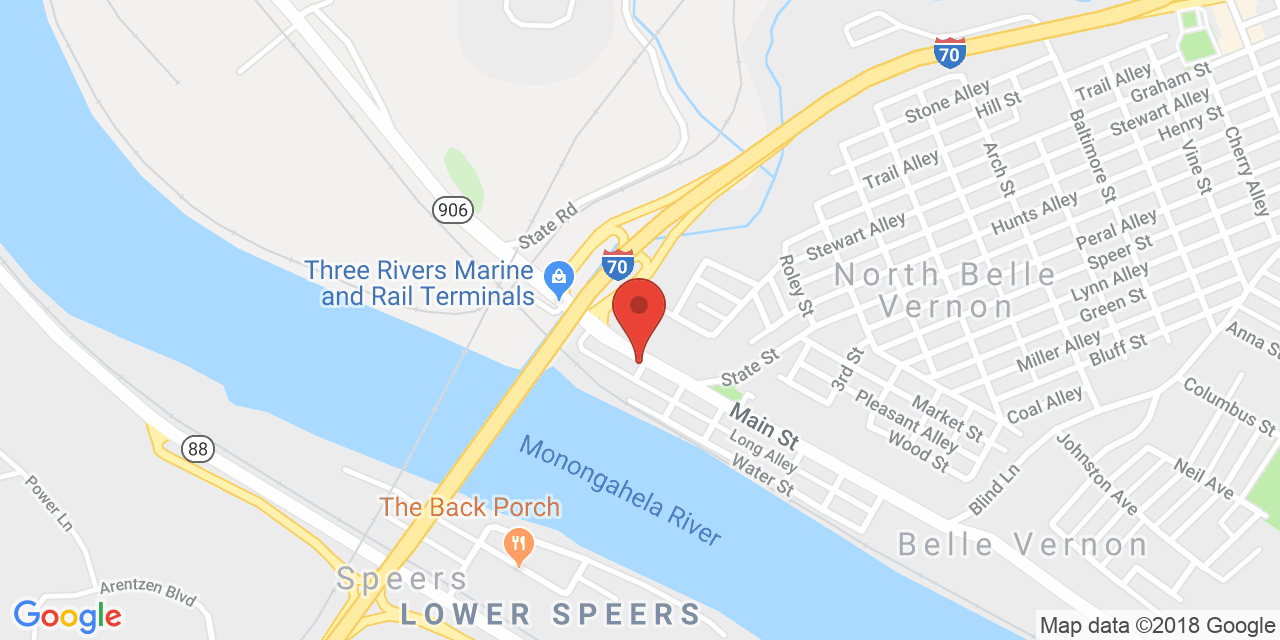 70
Stone Alley
Hill St
Trail Alley
Graham St
Stewart Alley
Henry St
Baltimore St
Vine St
Cherry Alley
Arch St
Trail Alley
906
State Rd
Hunts Alley
Stewart Alley
Peral Alley
Speer St
Three Rivers Marine
and Rail Terminals
70
Roley St
North Belle
Vernon
Lynn Alley
Green St
Miller Alley
Bluff St
Anna S
State St
3rd St
Coal Alley
Columbus St
Market St
Pleasant Alley
Wood St
Main St
Long Alley
Water St
Johnston Ave
Neil Ave
Blind Ln
88
Monongahela River
Power Ln
The Back Porch
Belle Vernon
Speers
Arentzen Blvd
LOWER SPEERS
Google
Map data ©2018 Google